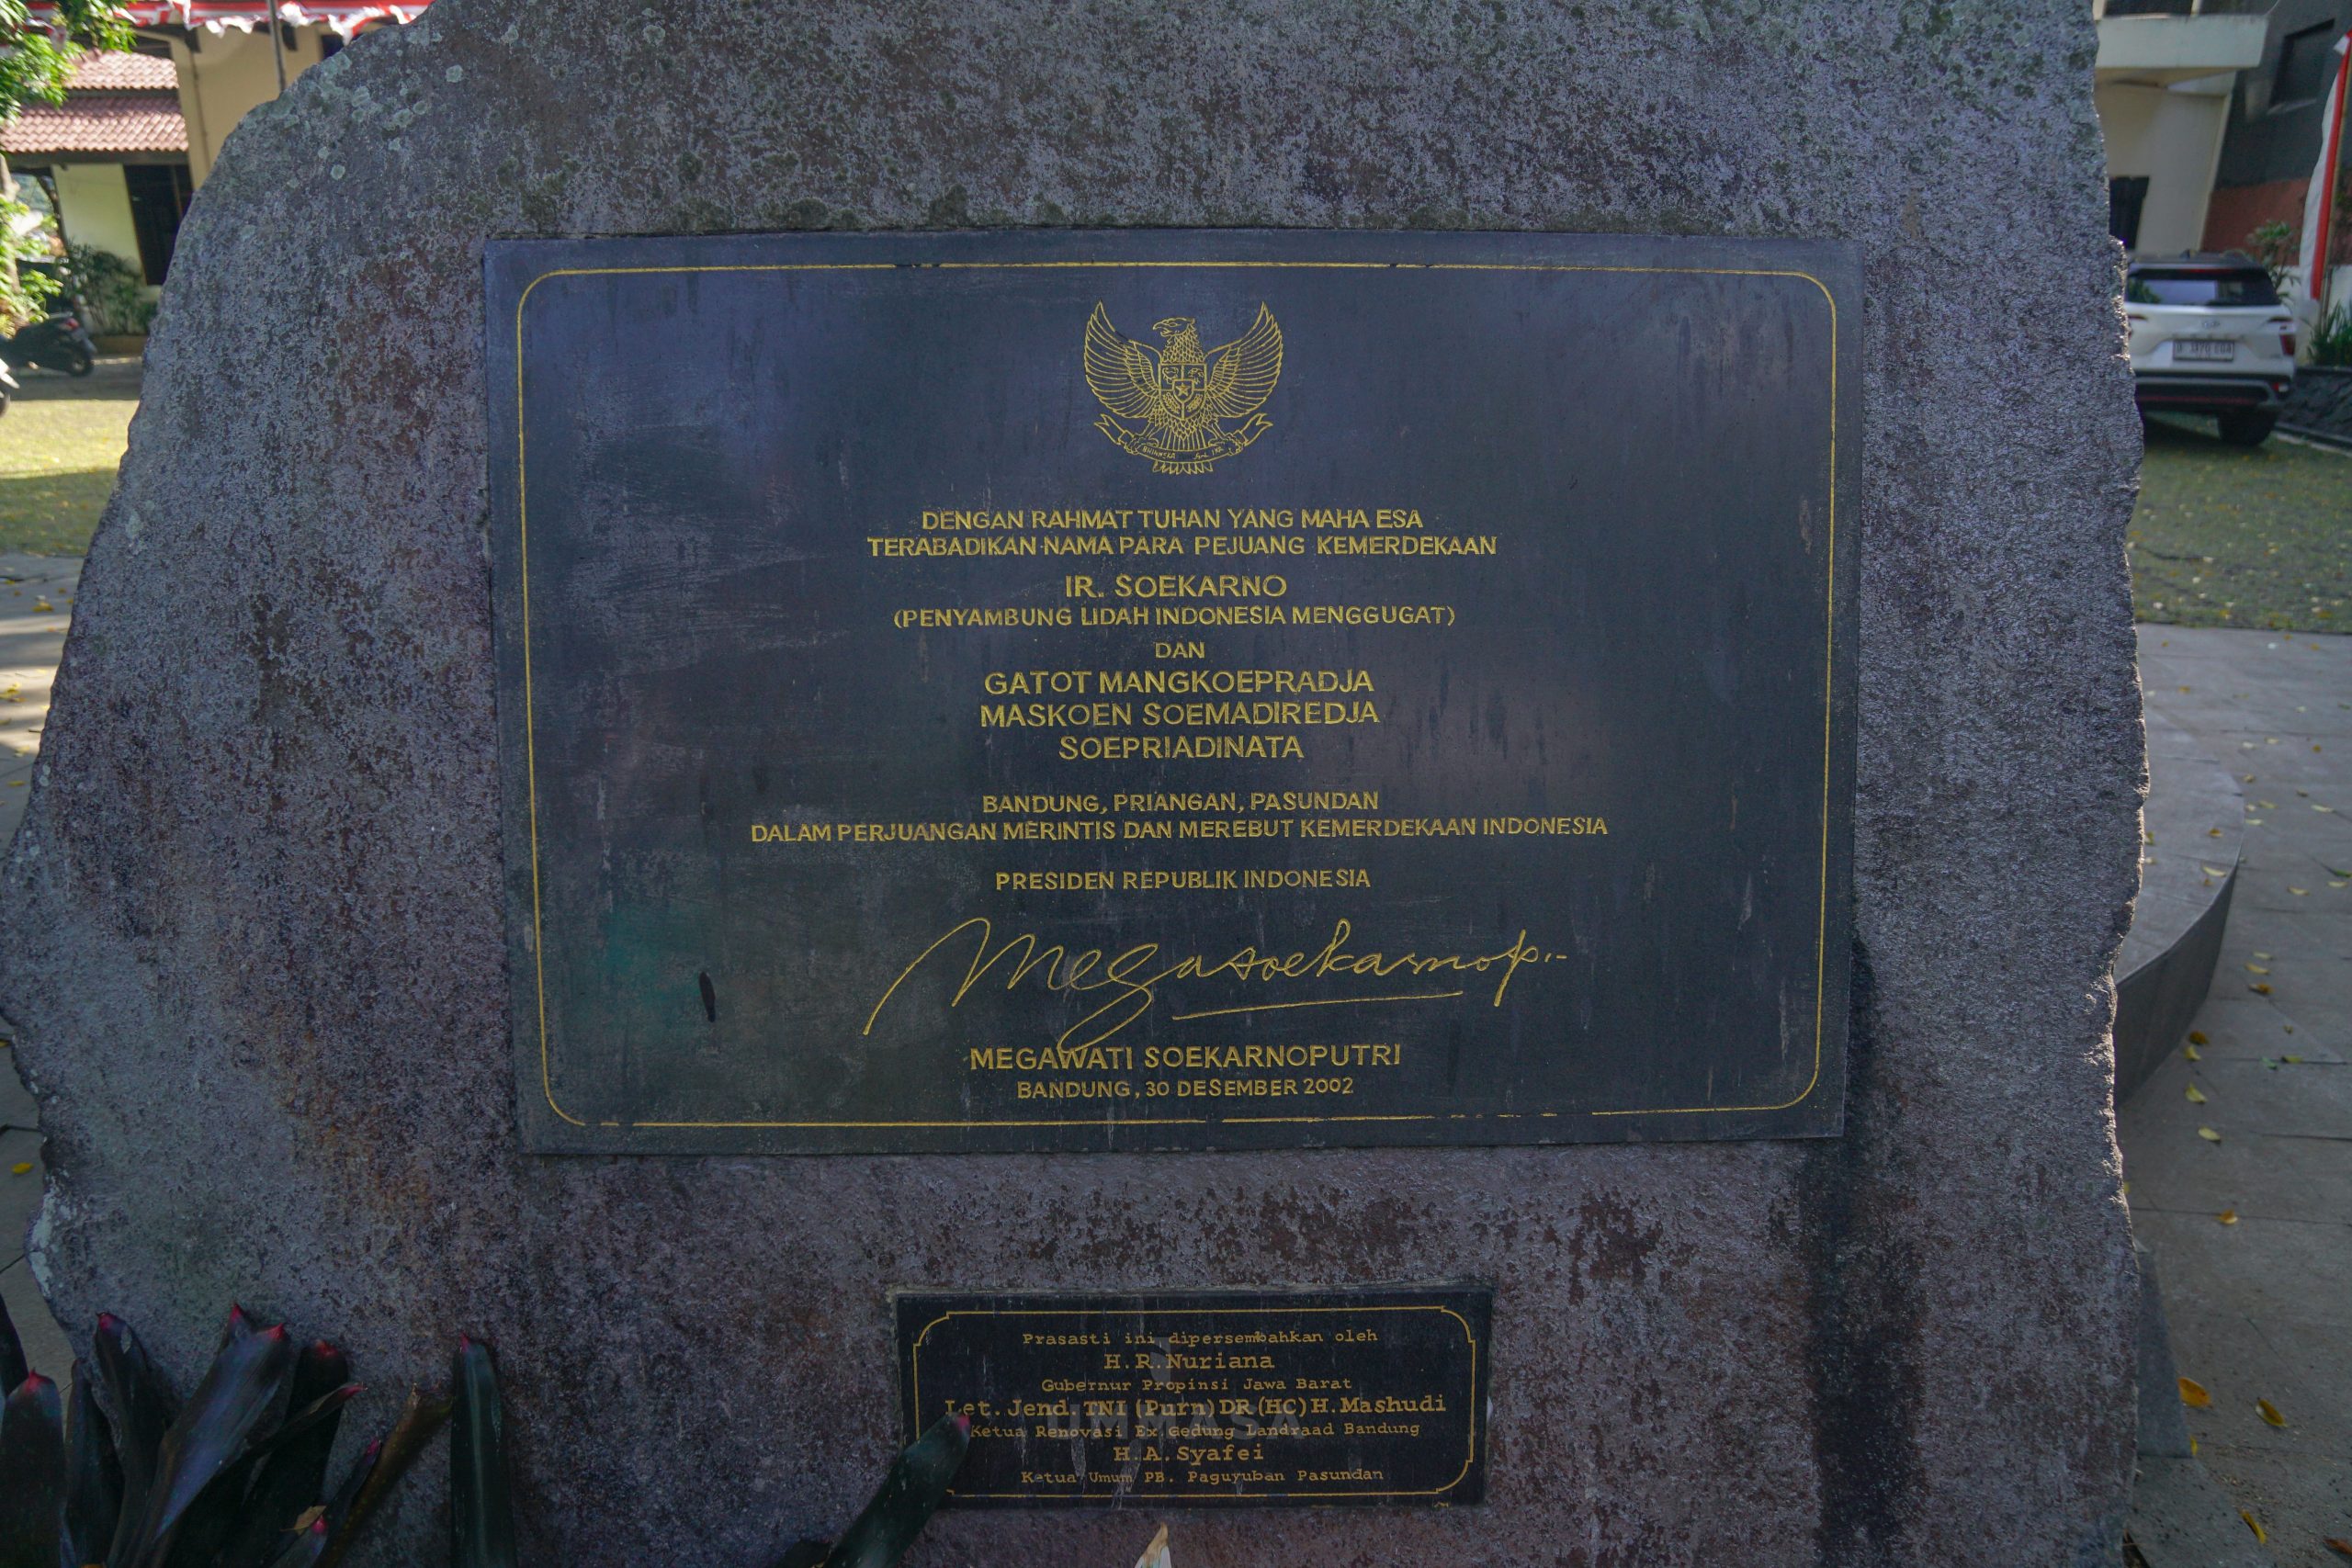 DENGAN RAHMAT TUHAN YANG MAHA ESA
TERABADIKAN NAMA PARA PEJUANG KEMERDEKAAN
IR. SOEKARNO
(PENYAMBUNG LIDAH INDONESIA MENGGUGAT)
DAN
GATOT MANGKOEPRADJA
MASKOEN SOEMADIREDJA
SOEPRIADINATA
BANDUNG, PRIANGAN, PASUNDAN
DALAM PERJUANGAN MERINTIS DAN MEREBUT KEMERDEKAAN INDONESIA
PRESIDEN REPUBLIK INDONESIA
Megasoekarnop.-
MEGAWATI SOEKARNOPUTRI
BANDUNG, 30 DESEMBER 2002
Prasasti ini dipersembahkan oleh
H.R.Nuriana
Gubernur Propinsi Jawa Barat
Let. Jend. TNI (Purn) DR (HC) H.Mashudi
Ketua Renovasi Ex Gedung Landraad Bandung
H.A.Syafei
Ketua Umum PB. Paguyuban Pasundan